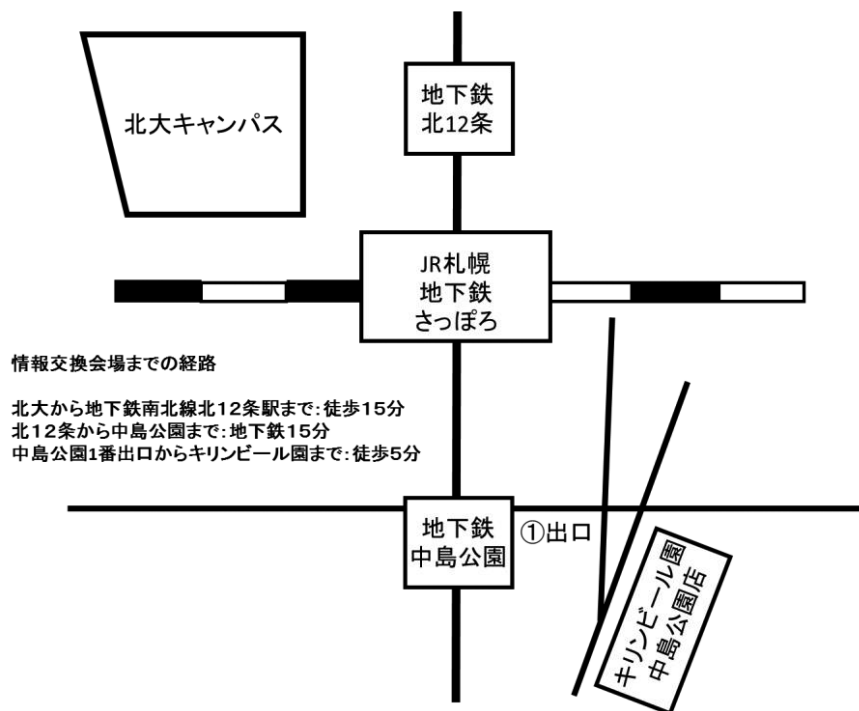 北大キャンパス
地下鉄
北12条
JR札幌
地下鉄
さっぽろ
情報交換会場までの経路
北大から地下鉄南北線北12条駅まで：徒歩15分
北12条から中島公園まで：地下鉄15分
中島公園1番出口からキリンビール園まで：徒歩5分
地下鉄
中島公園
①出口
キリンビール園
中島公園店